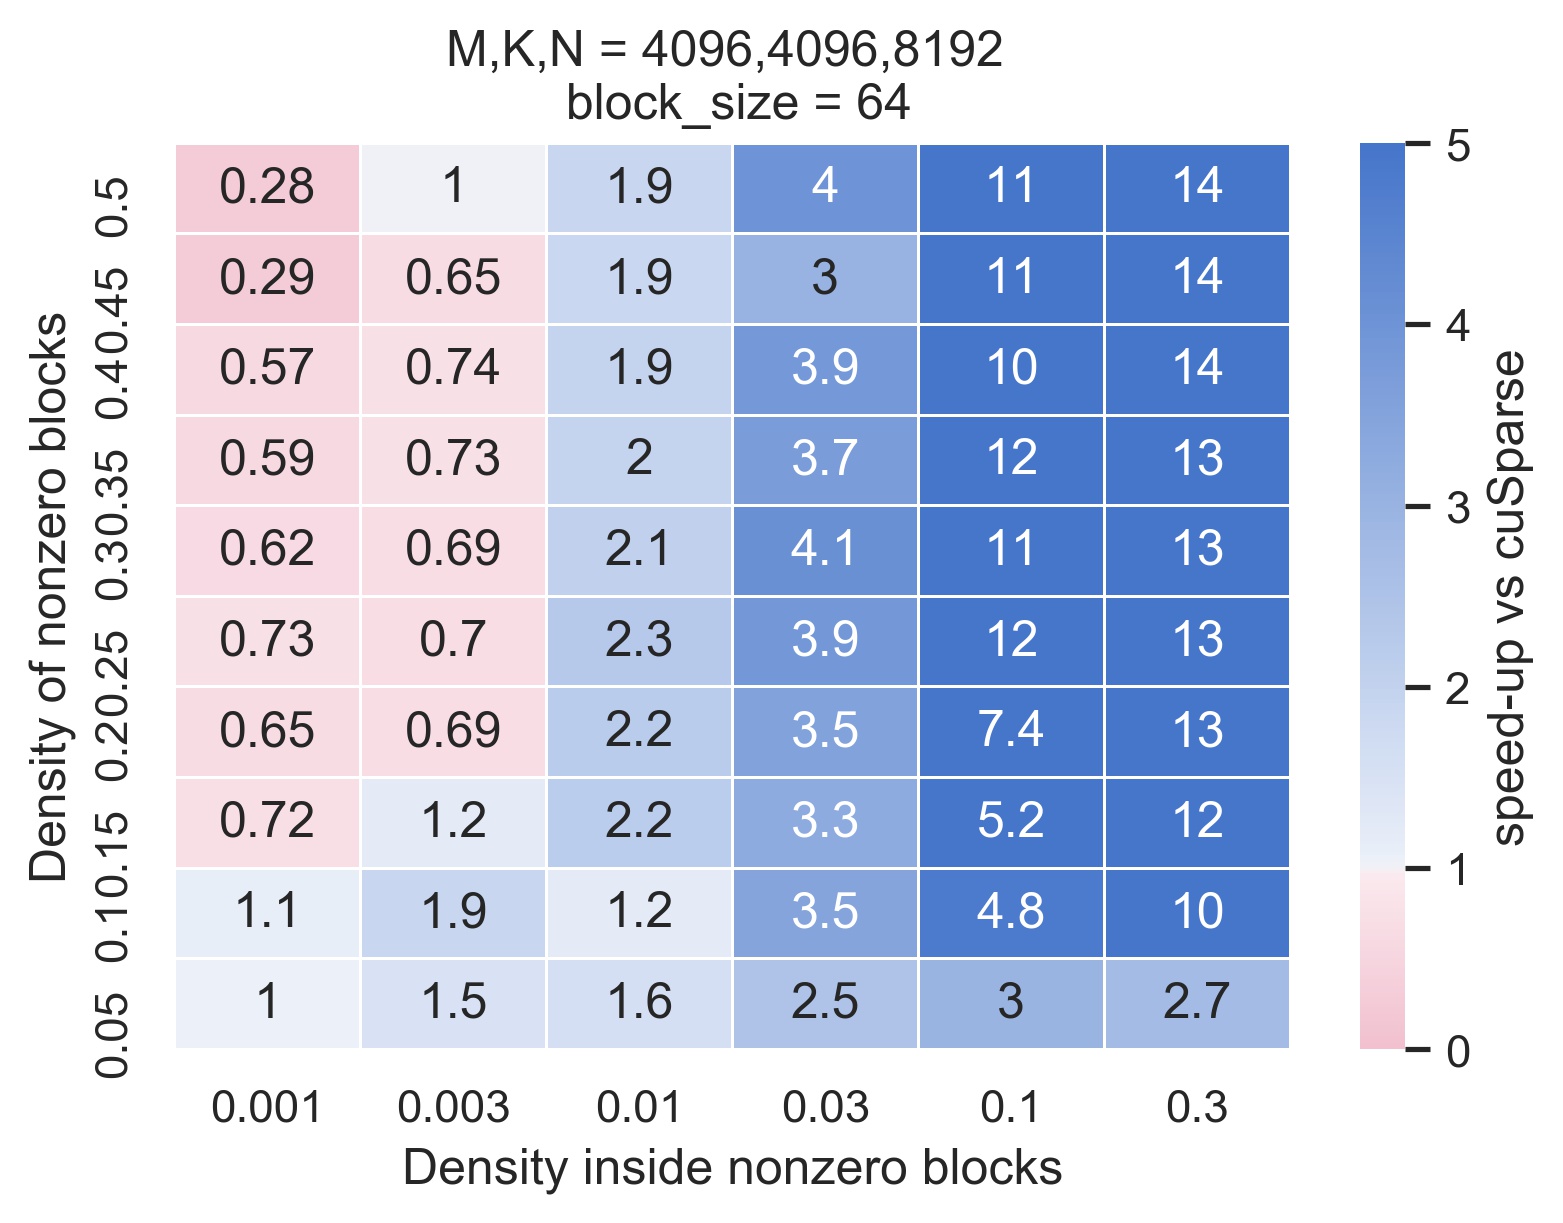 M,K,N = 4096,4096,8192
block_size = 64
Density of nonzero blocks
0.5 0.28 1 1.9 4 11 14
0.45 0.29 0.65 1.9 3 11 14
0.4 0.57 0.74 1.9 3.9 10 14
0.35 0.59 0.73 2 3.7 12 13
0.3 0.62 0.69 2.1 4.1 11 13
0.25 0.73 0.7 2.3 3.9 12 13
0.2 0.65 0.69 2.2 3.5 7.4 13
0.15 0.72 1.2 2.2 3.3 5.2 12
0.1 1.1 1.9 1.2 3.5 4.8 10
0.05 1 1.5 1.6 2.5 3 2.7
0.001 0.003 0.01 0.03 0.1 0.3
Density inside nonzero blocks
5
4
3
2
1
0
speed-up vs cuSparse